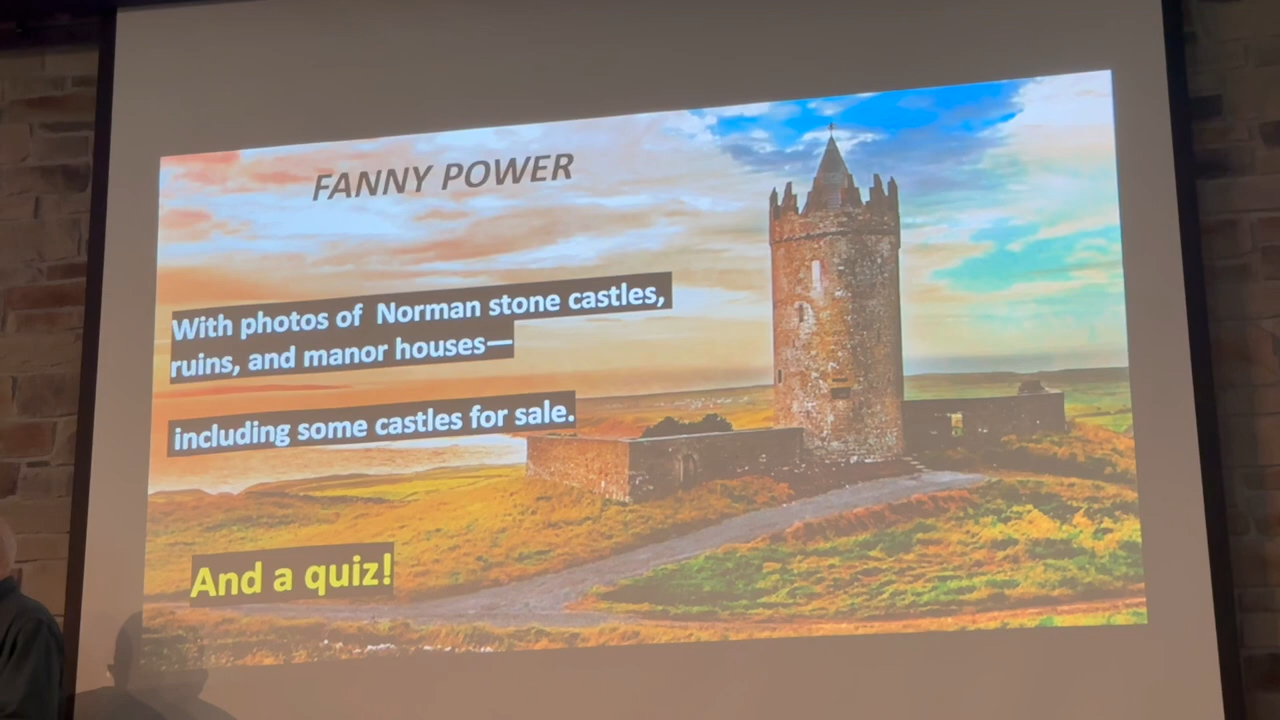 FANNY POWER
With photos of Norman stone castles,
ruins, and manor houses—
including some castles for sale.
And a quiz!